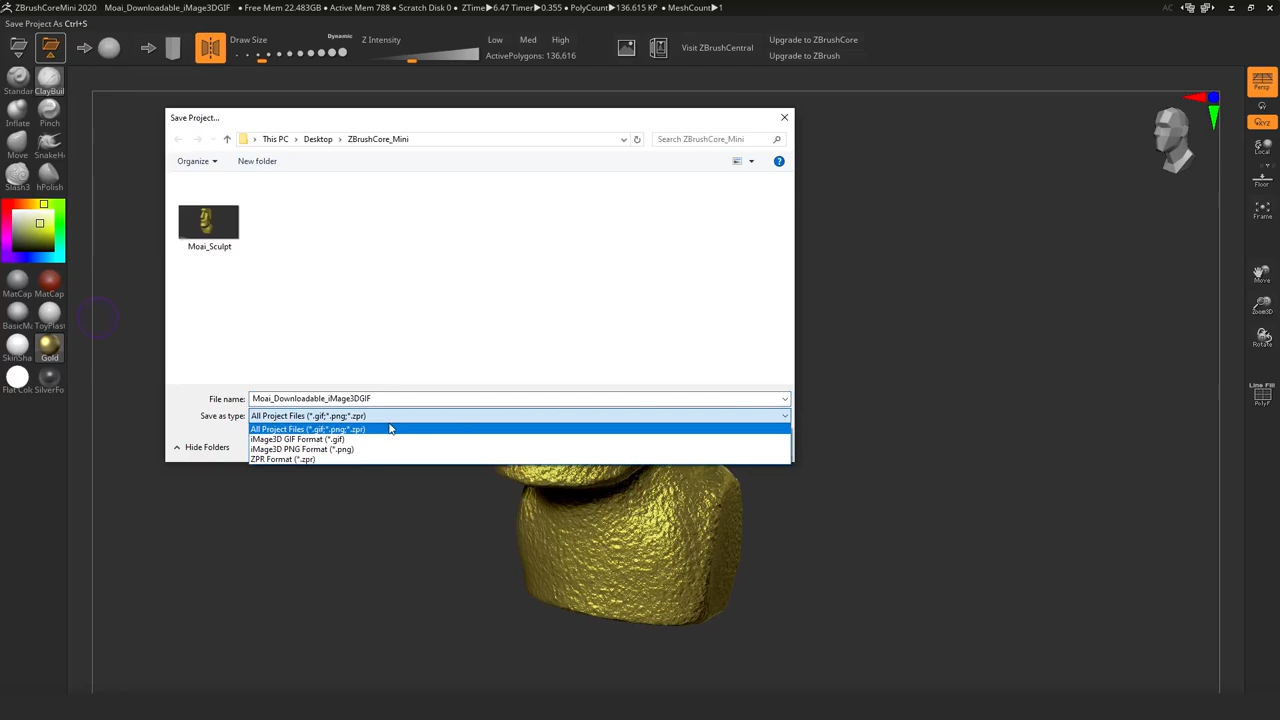 ZBrushCoreMini 2020 Moai_Downloadable_iMage3DGIF • Free Mem 22.483GB • Active Mem 788 • Scratch Disk 0 • ZTime▶6.47 Timer▶0.355 • PolyCount▶136.615 KP • MeshCount▶1 AC
Save Project As Ctrl+S
Draw Size Dynamic Z Intensity Low Med High ActivePolygons: 136,616 Visit ZBrushCentral Upgrade to ZBrushCore
Upgrade to ZBrush
Standar ClayBuil
Inflate Pinch
Move SnakeHo
Slash3 hPolish
MatCap MatCap
BasicMa ToyPlast
SkinSha Gold
Flat Colo SilverFo
Save Project...
This PC > Desktop > ZBrushCore_Mini Search ZBrushCore_Mini
Organize New folder
Moai_Sculpt
File name: Moai_Downloadable_iMage3DGIF
Save as type: All Project Files (*.gif;*.png;*.zpr)
All Project Files (*.gif;*.png;*.zpr)
iMage3D GIF Format (*.gif)
iMage3D PNG Format (*.png)
ZPR Format (*.zpr)
Hide Folders
Persp
XYZ
Local
Floor
Frame
Move
Zoom3D
Rotate
Line Fill
PolyF